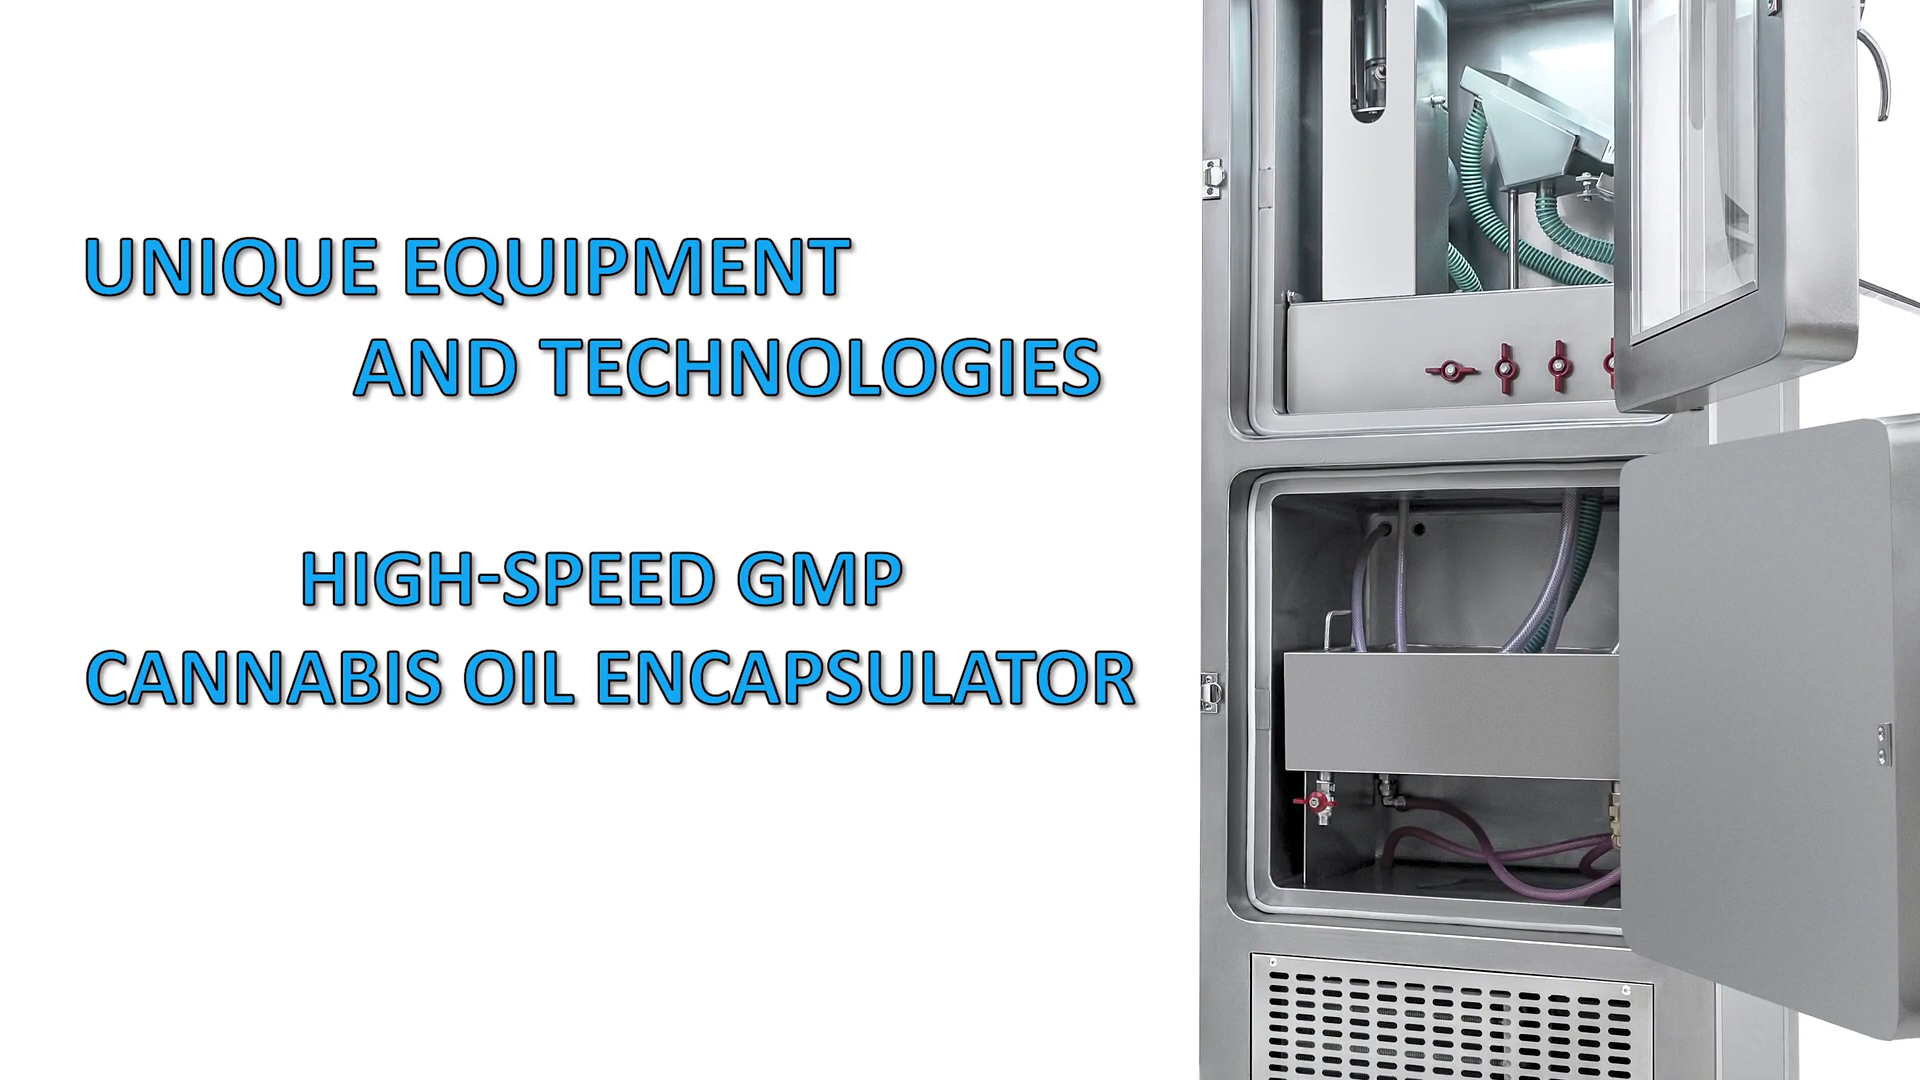 UNIQUE EQUIPMENT
AND TECHNOLOGIES
HIGH-SPEED GMP
CANNABIS OIL ENCAPSULATOR